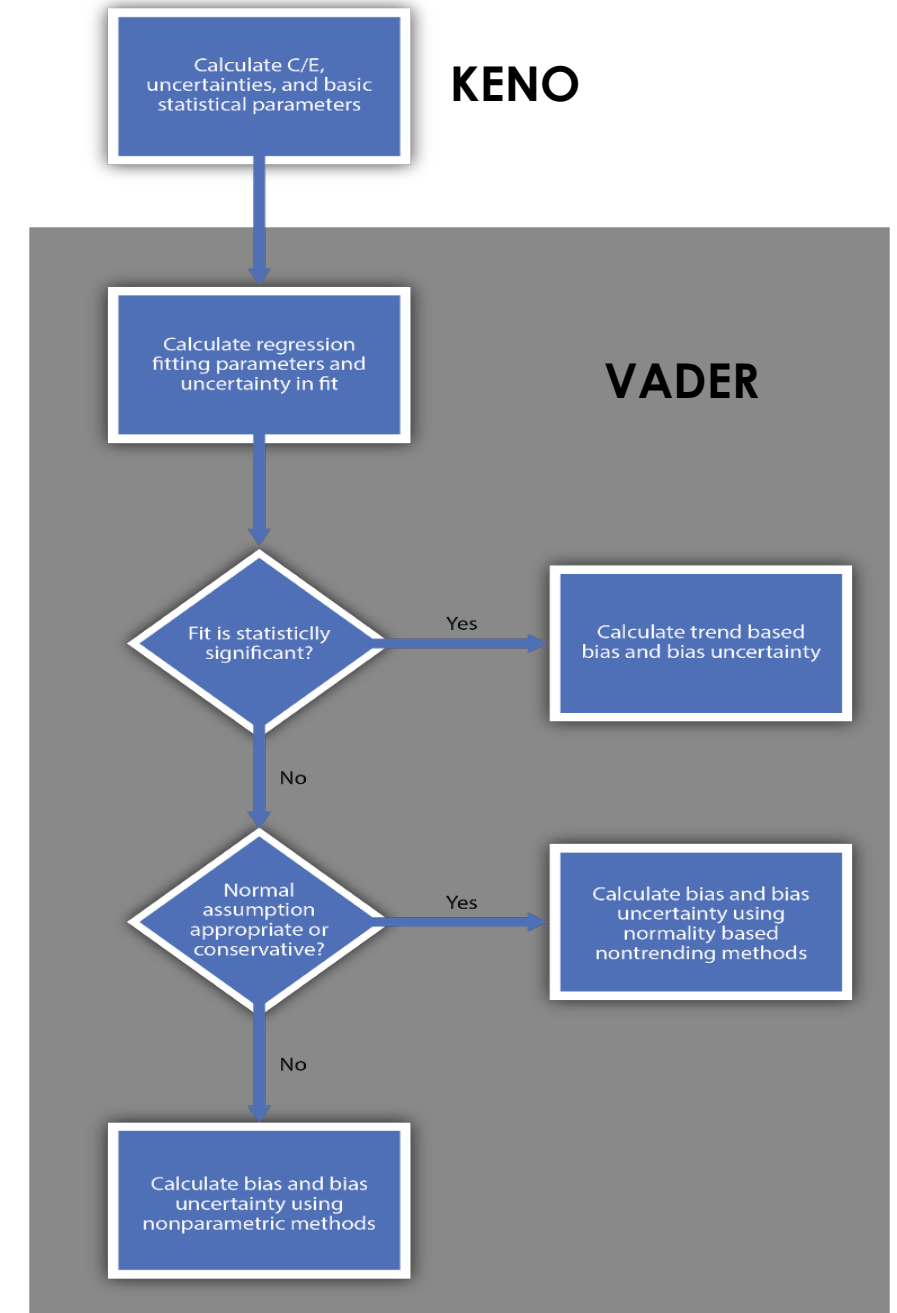 Calculate C/E,
uncertainties, and basic
statistical parameters
KENO
Calculate regression
fitting parameters and
uncertainty in fit
VADER
Fit is statisticlly
significant?
Yes
Calculate trend based
bias and bias uncertainty
No
Normal
assumption
appropriate or
conservative?
Yes
Calculate bias and bias
uncertainty using
normality based
nontrending methods
No
Calculate bias and bias
uncertainty using
nonparametric methods